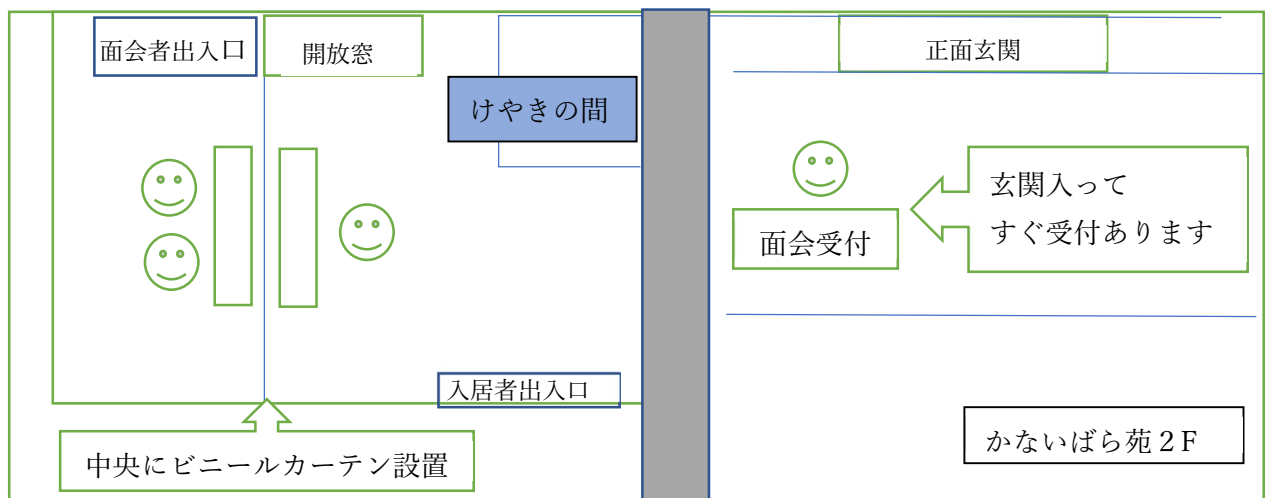 面会者出入口
開放窓
正面玄関
けやきの間
玄関入って
すぐ受付あります
面会受付
入居者出入口
中央にビニールカーテン設置
かないばら苑２F